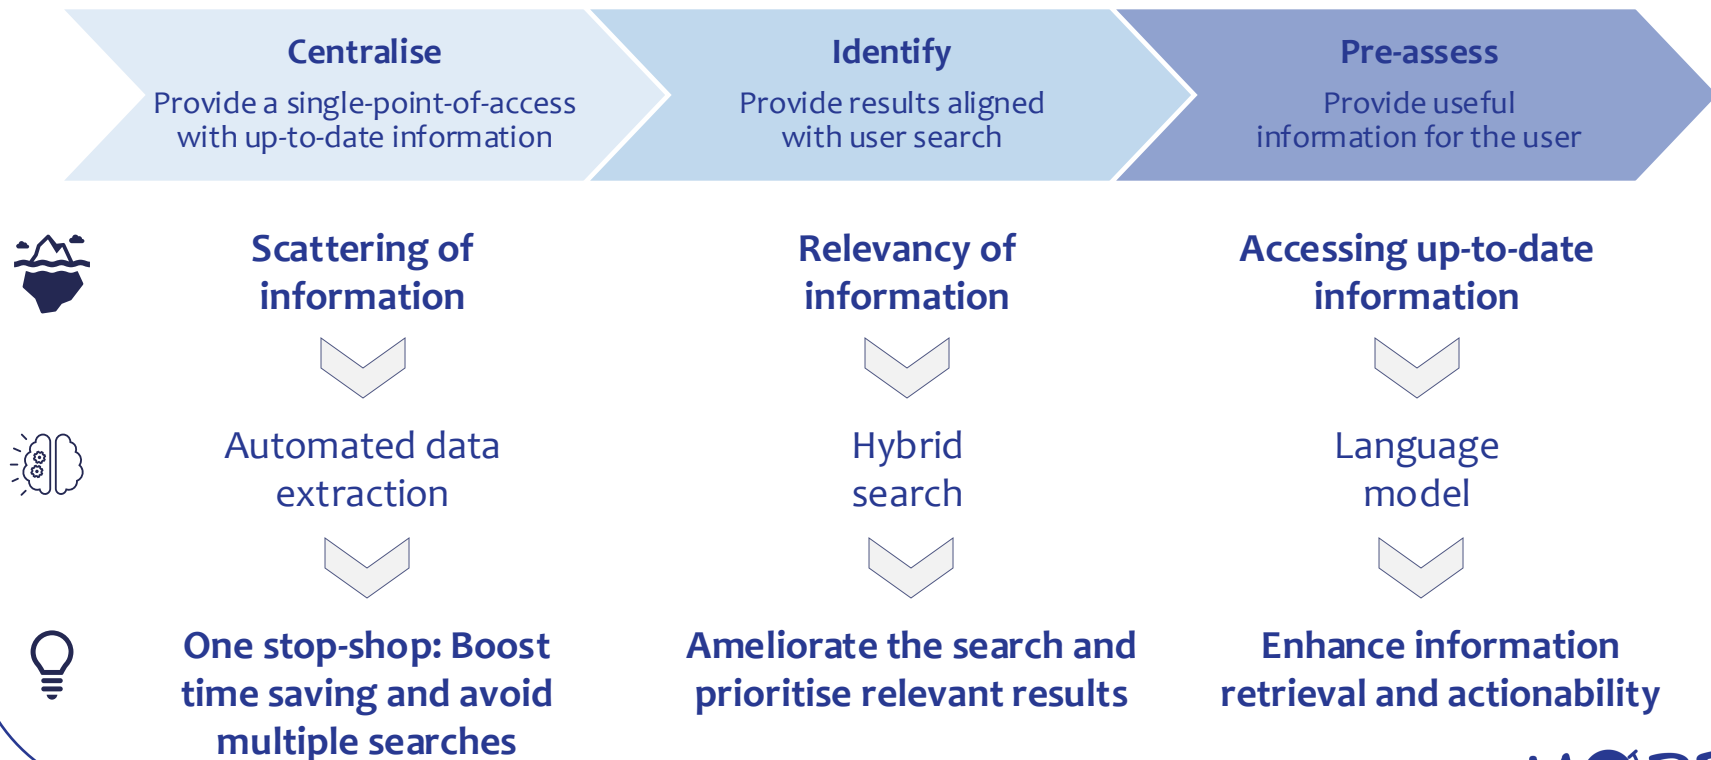 Centralise
Provide a single-point-of-access
with up-to-date information
Identify
Provide results aligned
with user search
Pre-assess
Provide useful
information for the user
Scattering of
information
Relevancy of
information
Accessing up-to-date
information
Automated data
extraction
Hybrid
search
Language
model
One stop-shop: Boost
time saving and avoid
multiple searches
Ameliorate the search and
prioritise relevant results
Enhance information
retrieval and actionability